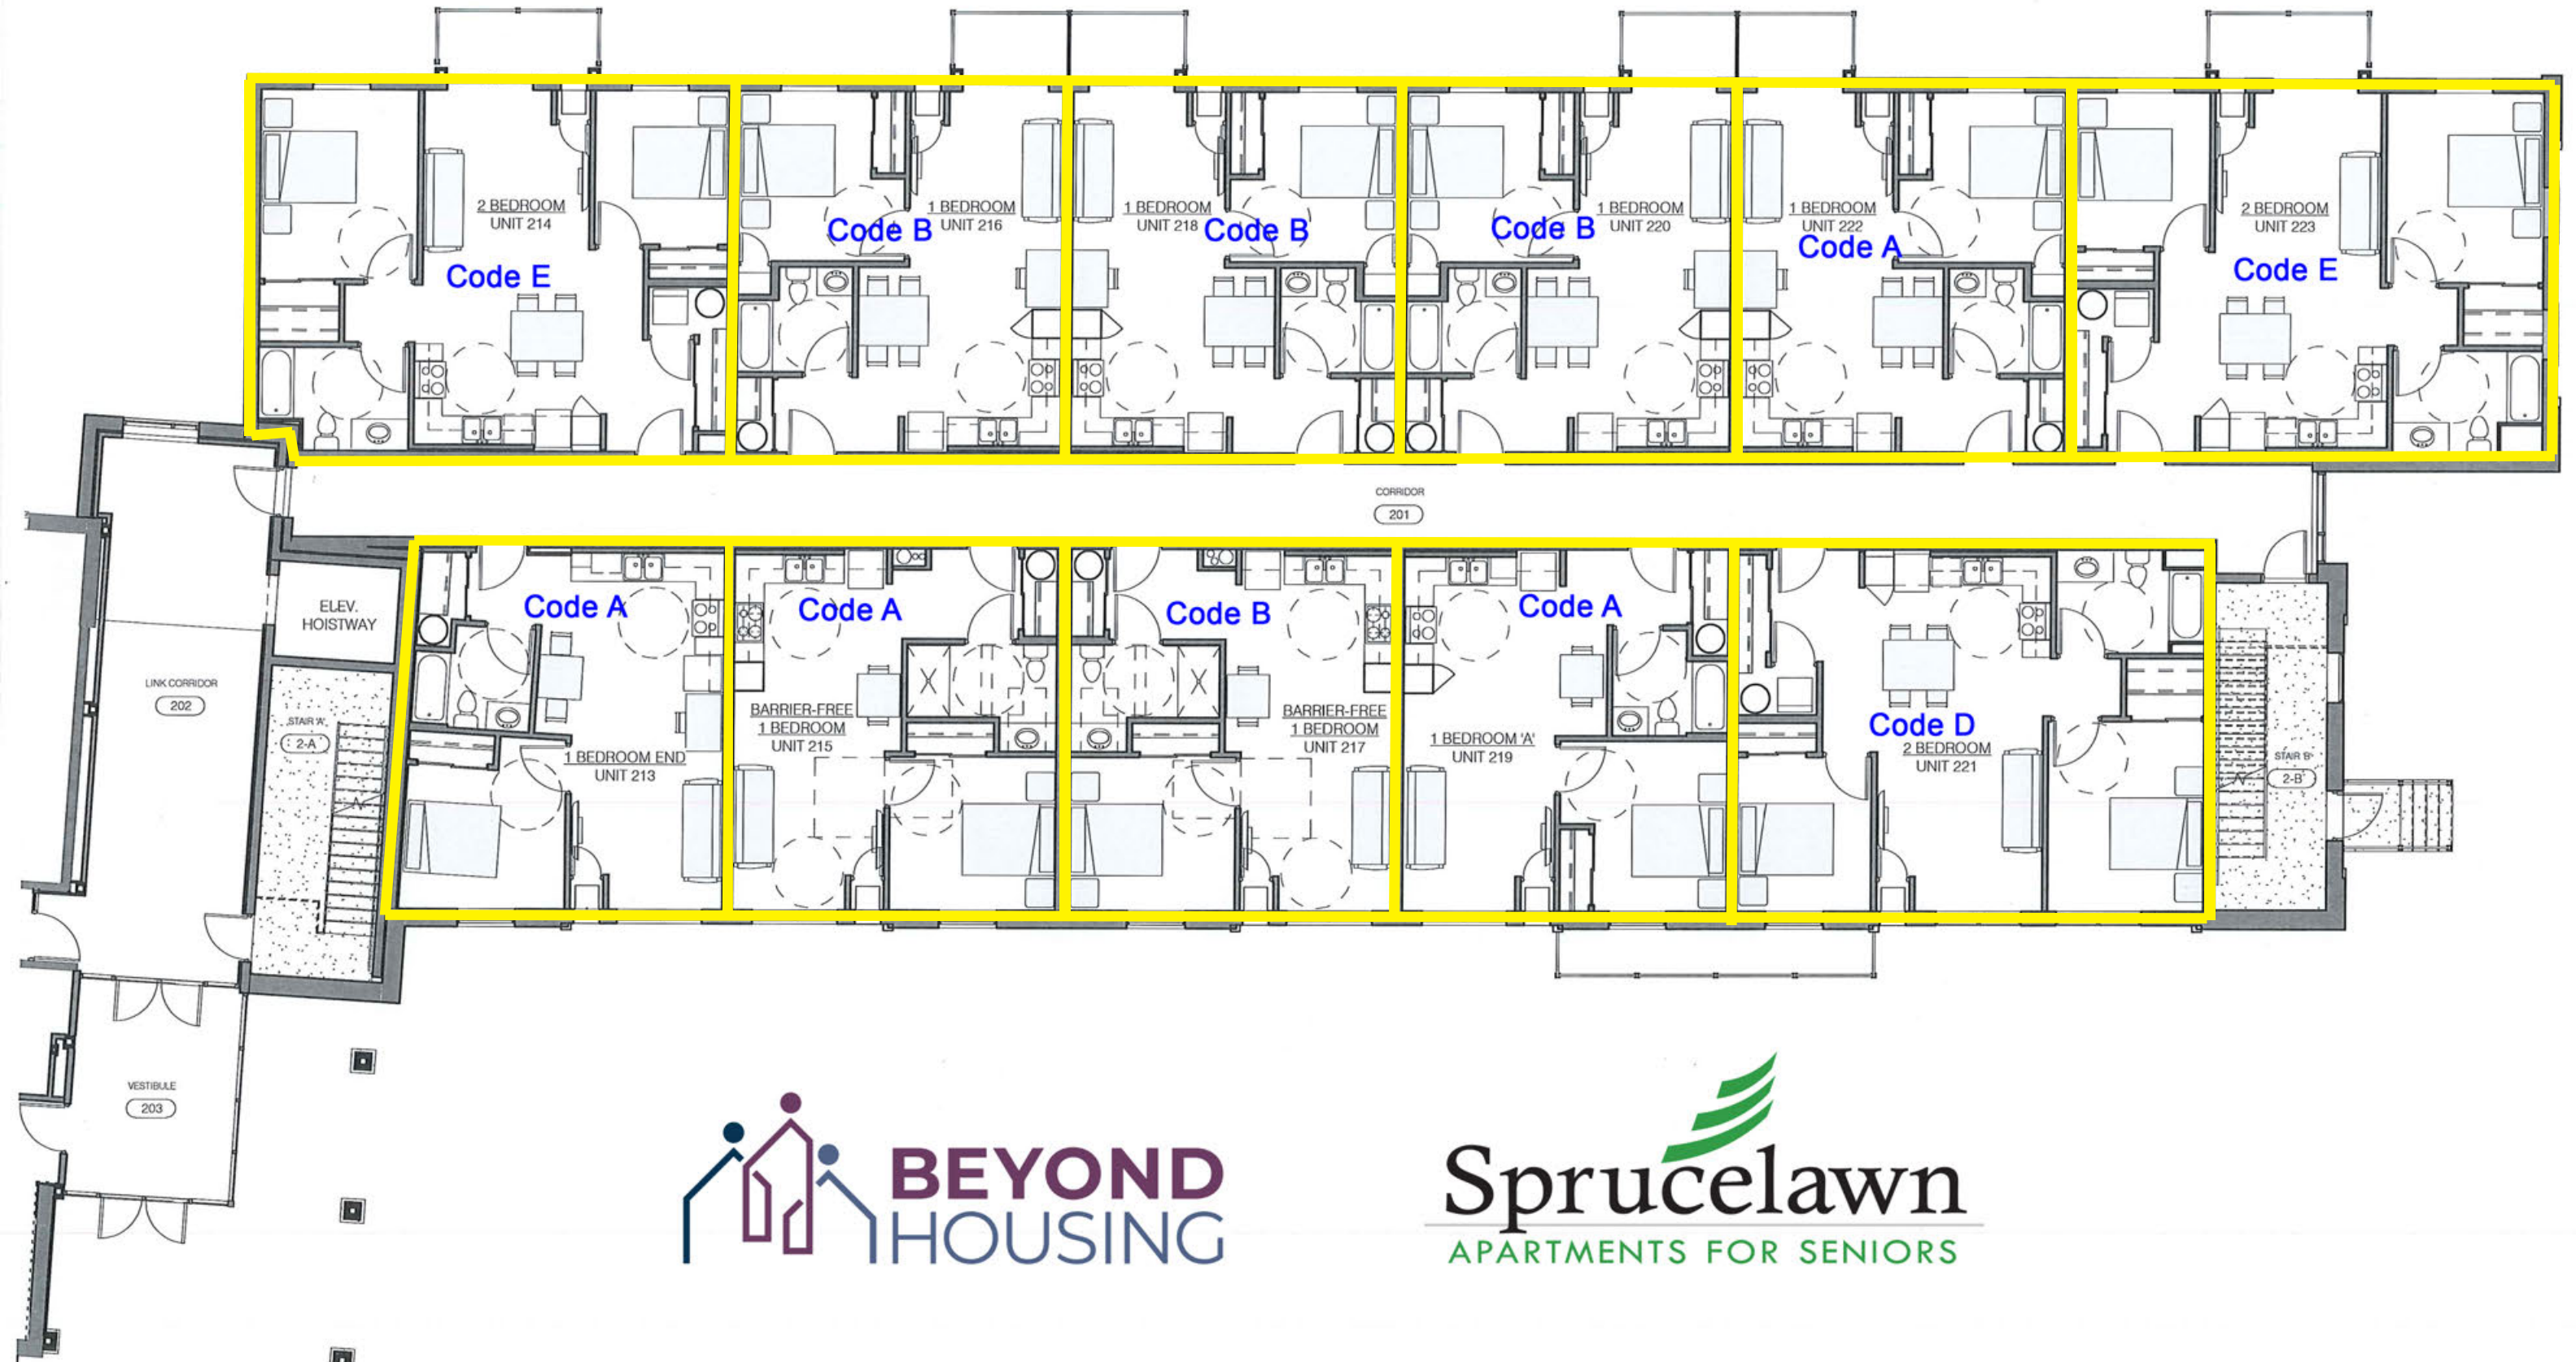 2 BEDROOM
UNIT 214
Code E
Code B
1 BEDROOM
UNIT 216
1 BEDROOM
UNIT 218
Code B
Code B
1 BEDROOM
UNIT 220
1 BEDROOM
UNIT 222
Code A
2 BEDROOM
UNIT 223
Code E
CORRIDOR
201
ELEV.
HOISTWAY
LINK CORRIDOR
202
STAIR 'A'
2-A
Code A
1 BEDROOM END
UNIT 213
Code A
BARRIER-FREE
1 BEDROOM
UNIT 215
Code B
BARRIER-FREE
1 BEDROOM
UNIT 217
Code A
1 BEDROOM 'A'
UNIT 219
Code D
2 BEDROOM
UNIT 221
STAIR 'B'
2-B
VESTIBULE
203
BEYOND
HOUSING
Sprucelawn
APARTMENTS FOR SENIORS